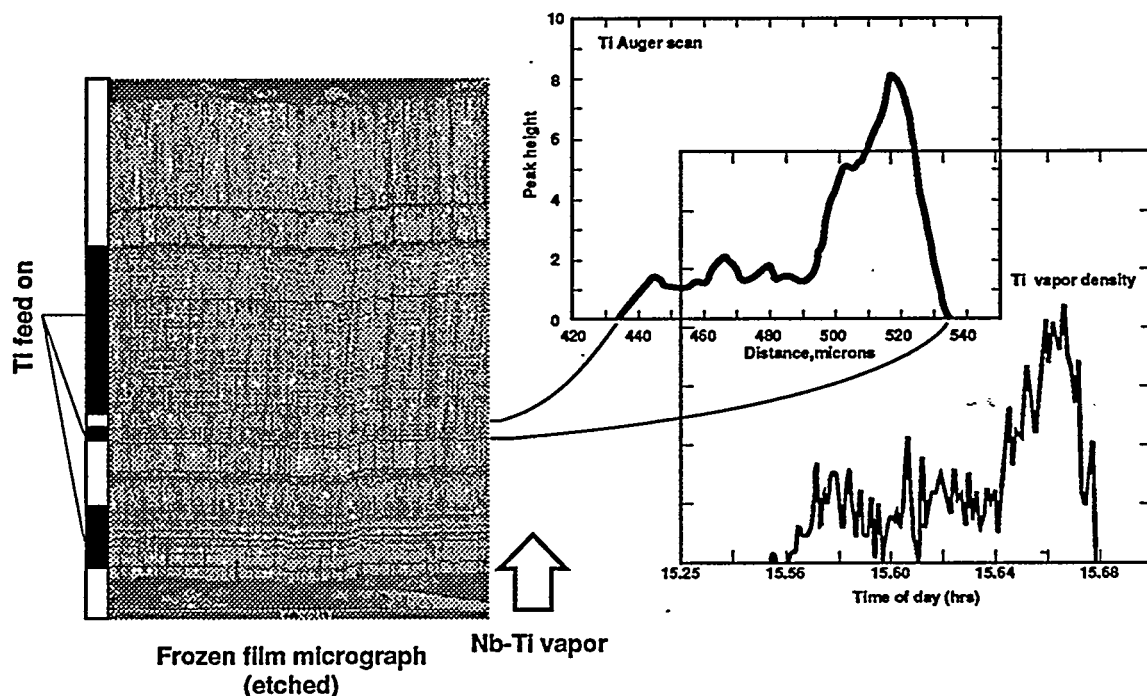 Ti feed on
Frozen film micrograph
(etched)
Nb-Ti vapor
Ti Auger scan
Peak height
10
8
6
4
2
0
420 440 460 480 500 520 540
Distance,microns
Ti vapor density
15.25 15.56 15.60 15.64 15.68
Time of day (hrs)